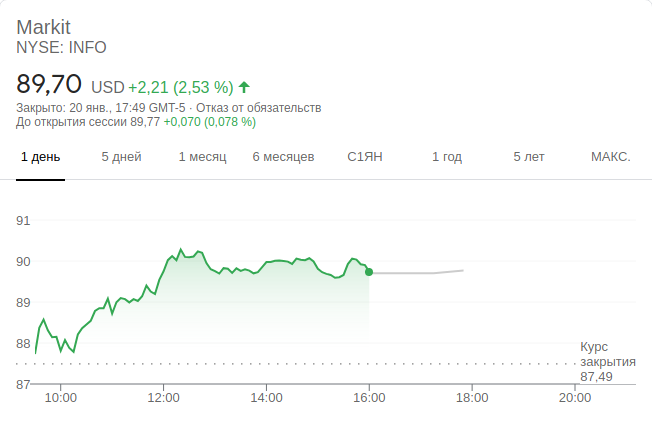 Markit
NYSE: INFO
89,70 USD +2,21 (2,53 %)
Закрыто: 20 янв., 17:49 GMT-5 · Отказ от обязательств
До открытия сессии 89,77 +0,070 (0,078 %)
1 день 5 дней 1 месяц 6 месяцев С1ЯН 1 год 5 лет МАКС.
91
90
89
88
Курс
закрытия
87,49
87
10:00 12:00 14:00 16:00 18:00 20:00